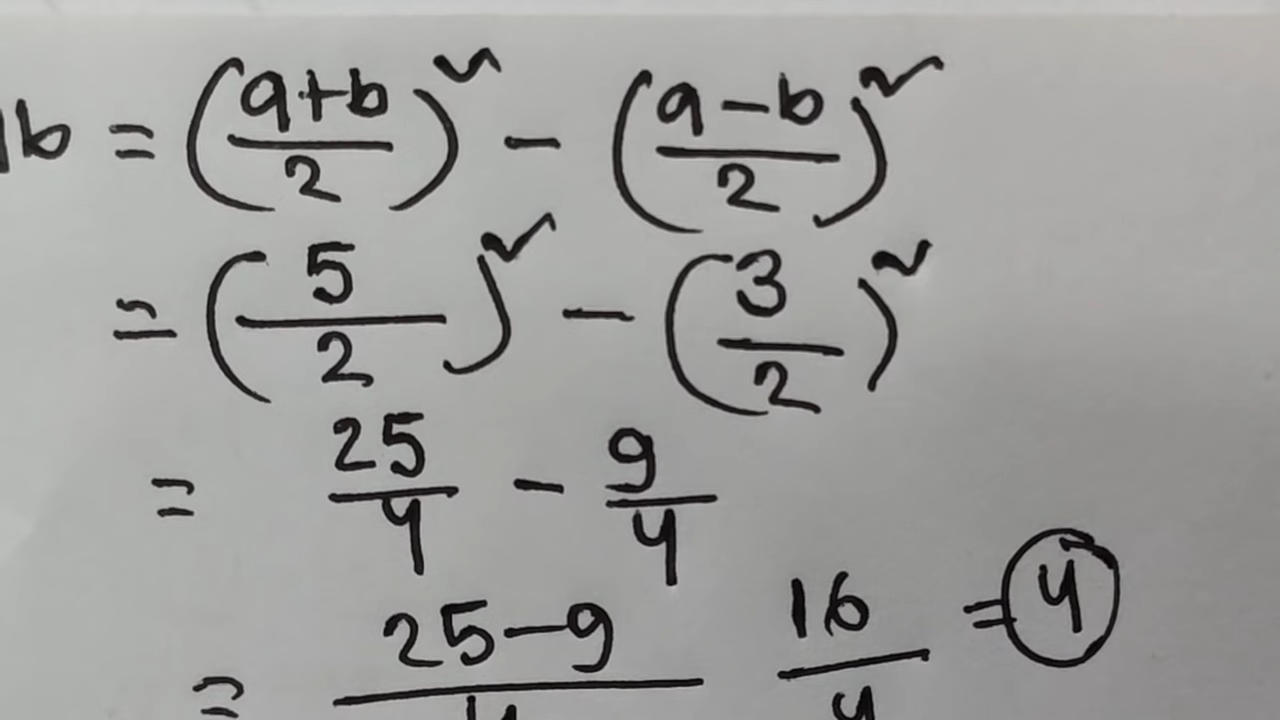 ab = (a+b/2)² - (a-b/2)²
= (5/2)² - (3/2)²
= 25/4 - 9/4
= 25-9/4 16/4 = 4